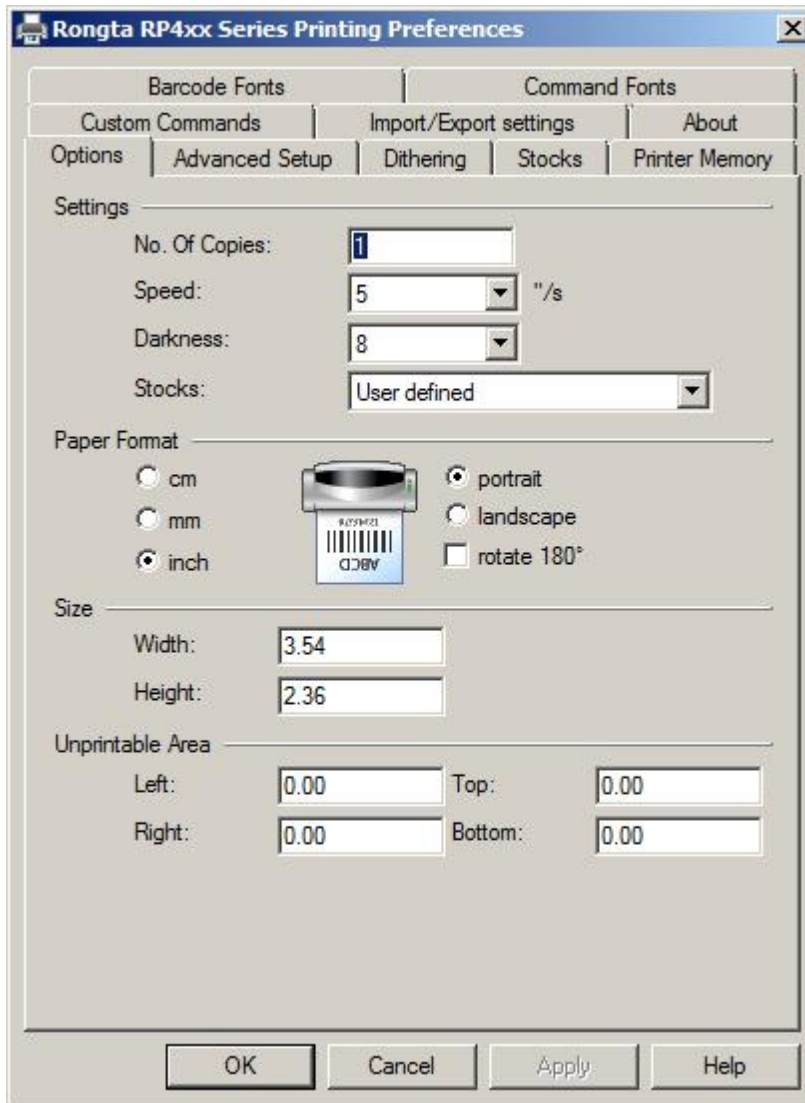 Rongta RP4xx Series Printing Preferences
Barcode Fonts Command Fonts
Custom Commands Import/Export settings About
Options Advanced Setup Dithering Stocks Printer Memory
Settings
No. Of Copies: 1
Speed: 5 "/s
Darkness: 8
Stocks: User defined
Paper Format
cm portrait
mm landscape
inch rotate 180°
ABCD
Size
Width: 3.54
Height: 2.36
Unprintable Area
Left: 0.00 Top: 0.00
Right: 0.00 Bottom: 0.00
OK Cancel Apply Help